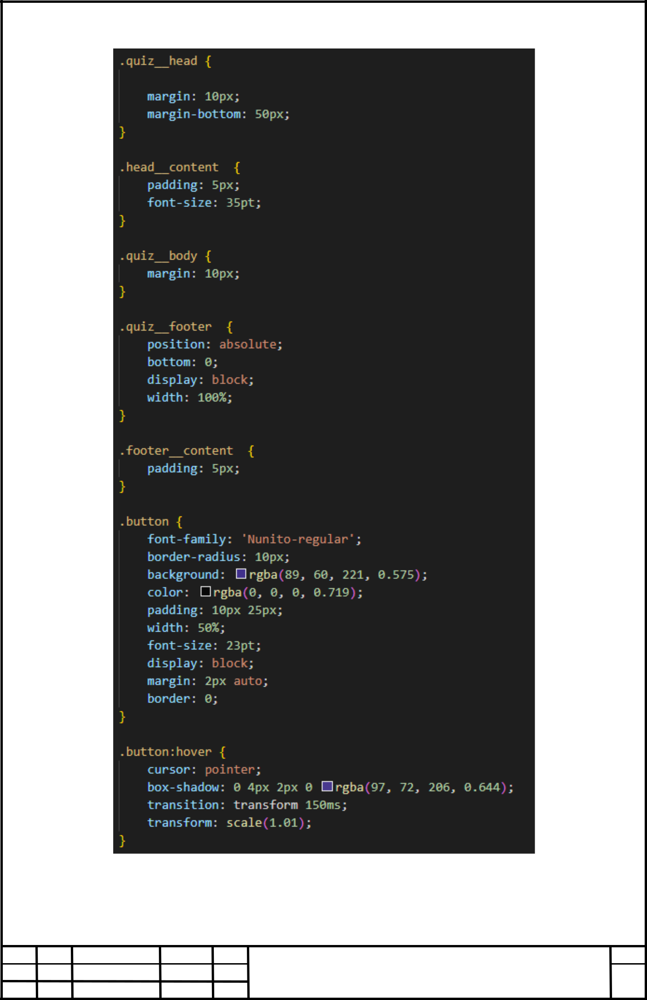 .quiz__head {
margin: 10px;
margin-bottom: 50px;
}
.head__content  {
padding: 5px;
font-size: 35pt;
}
.quiz__body {
margin: 10px;
}
.quiz__footer  {
position: absolute;
bottom: 0;
display: block;
width: 100%;
}
.footer__content  {
padding: 5px;
}
.button {
font-family: 'Nunito-regular';
border-radius: 10px;
background: rgba(89, 60, 221, 0.575);
color: rgba(0, 0, 0, 0.719);
padding: 10px 25px;
width: 50%;
font-size: 23pt;
display: block;
margin: 2px auto;
border: 0;
}
.button:hover {
cursor: pointer;
box-shadow: 0 4px 2px 0 rgba(97, 72, 206, 0.644);
transition: transform 150ms;
transform: scale(1.01);
}